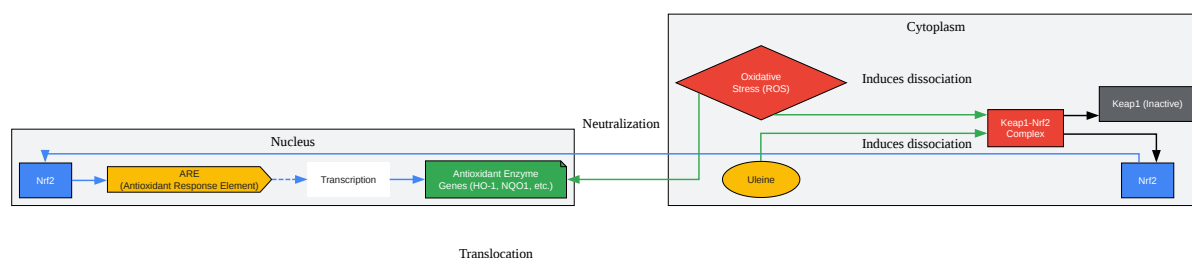 Cytoplasm
Oxidative
Stress (ROS)
Induces dissociation
Keap1 (Inactive)
Keap1-Nrf2
Complex
Neutralization
Induces dissociation
Nucleus
Nrf2
ARE
(Antioxidant Response Element)
Transcription
Antioxidant Enzyme
Genes (HO-1, NQO1, etc.)
Uleine
Nrf2
Translocation